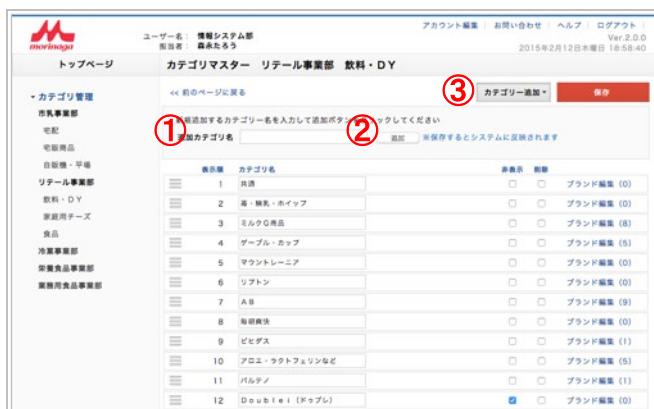 morinaga
ユーザー名: 情報システム部
担当者: 森永たろう
アカウント編集 お問い合わせ ヘルプ ログアウト
Ver.2.0.0
2015年2月12日木曜日 18:58:40
トップページ
カテゴリマスター リテール事業部 飲料・DY
カテゴリ管理
市乳事業部
宅配
宅販商品
自販機・平場
リテール事業部
飲料・DY
家庭用チーズ
食品
冷菓事業部
栄養食品事業部
業務用食品事業部
<< 前のページに戻る
③
カテゴリー追加
保存
追加するカテゴリー名を入力して追加ボタン クリックしてください
①
追加カテゴリ名
②
追加
※保存するとシステムに反映されます
表示順 カテゴリ名 非表示 削除
1 共通 ブランド編集 (0)
2 ・練乳・ホイップ ブランド編集 (0)
3 ミルクG商品 ブランド編集 (8)
4 ゲーブル・カップ ブランド編集 (5)
5 マウントレーニア ブランド編集 (0)
6 リプトン ブランド編集 (0)
7 AB ブランド編集 (9)
8 毎朝爽快 ブランド編集 (0)
9 ビヒダス ブランド編集 (1)
10 アロエ・ラクトフェリンなど ブランド編集 (5)
11 パルテノ ブランド編集 (1)
12 Doublei (ドゥブレ) ブランド編集 (0)